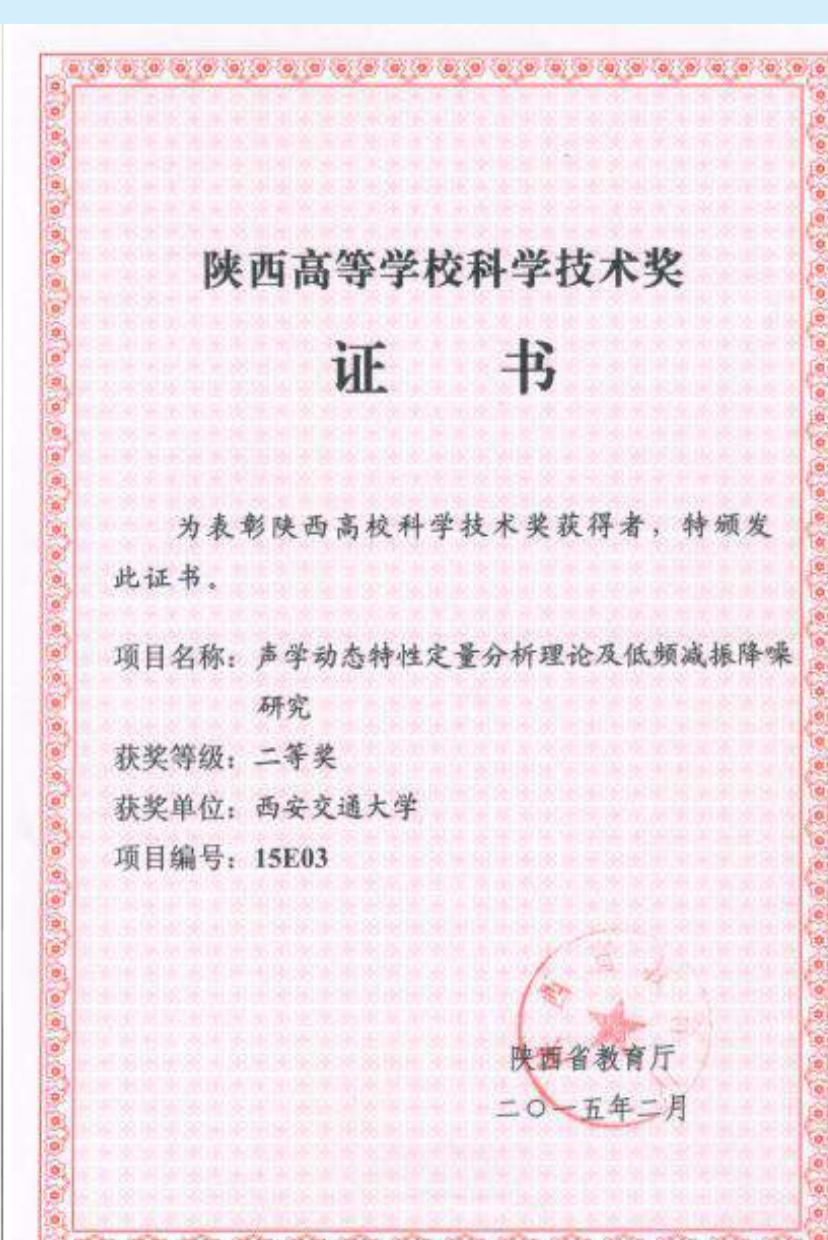 陕西高等学校科学技术奖
证 书
为表彰陕西高校科学技术奖获得者，特颁发
此证书。
项目名称：声学动态特性定量分析理论及低频减振降噪
研究
获奖等级：二等奖
获奖单位：西安交通大学
项目编号：15E03
陕西省教育厅
二〇一五年二月